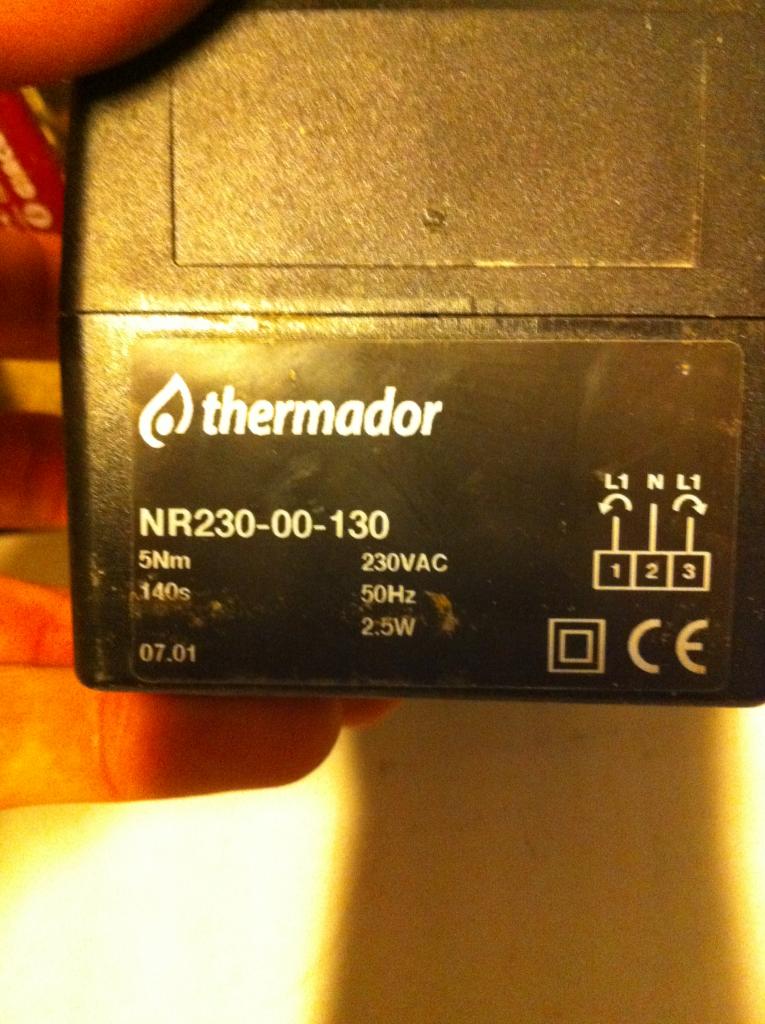 thermador
NR230-00-130
5Nm 230VAC
140s 50Hz
2.5W
07.01
L1 N L1
1 2 3
CE